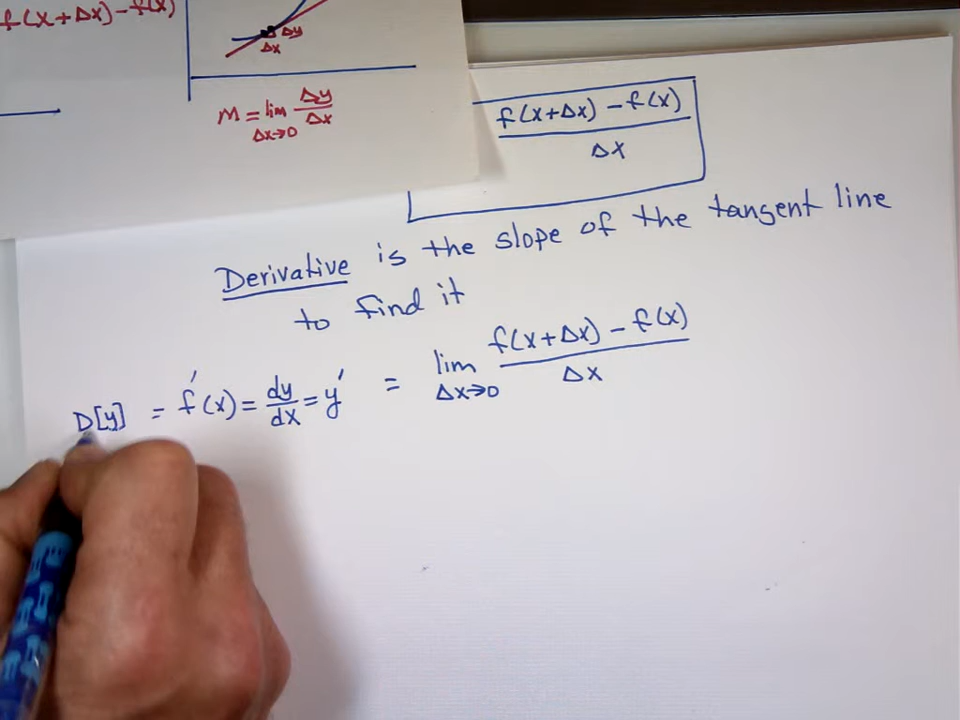 f(x+Δx)-f(x)
Δy
Δx
M = lim Δy/Δx
Δx→0
f(x+Δx) - f(x)
Δx
Derivative is the slope of the tangent line
to find it
D[y] = f'(x) = dy/dx = y' = lim f(x+Δx) - f(x)
Δx→0 Δx